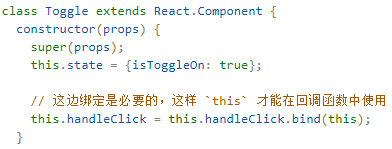 class Toggle extends React.Component {
  constructor(props) {
    super(props);
    this.state = {isToggleOn: true};

    // 这边绑定是必要的，这样 `this` 才能在回调函数中使用
    this.handleClick = this.handleClick.bind(this);
  }